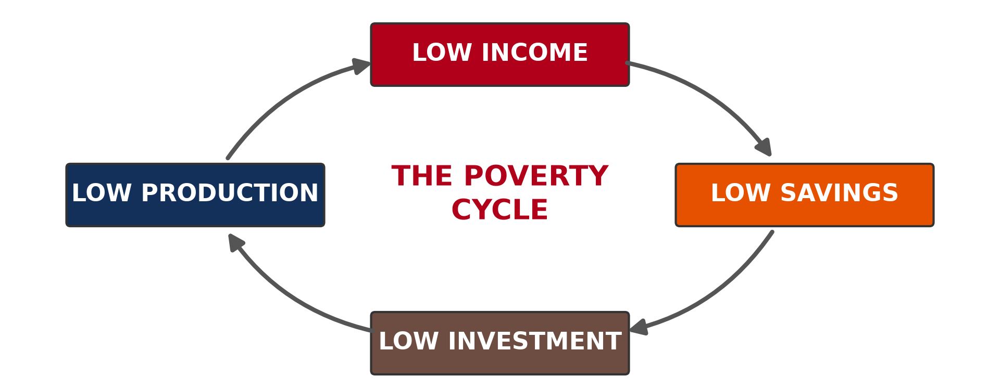 LOW INCOME
LOW PRODUCTION
THE POVERTY
CYCLE
LOW SAVINGS
LOW INVESTMENT